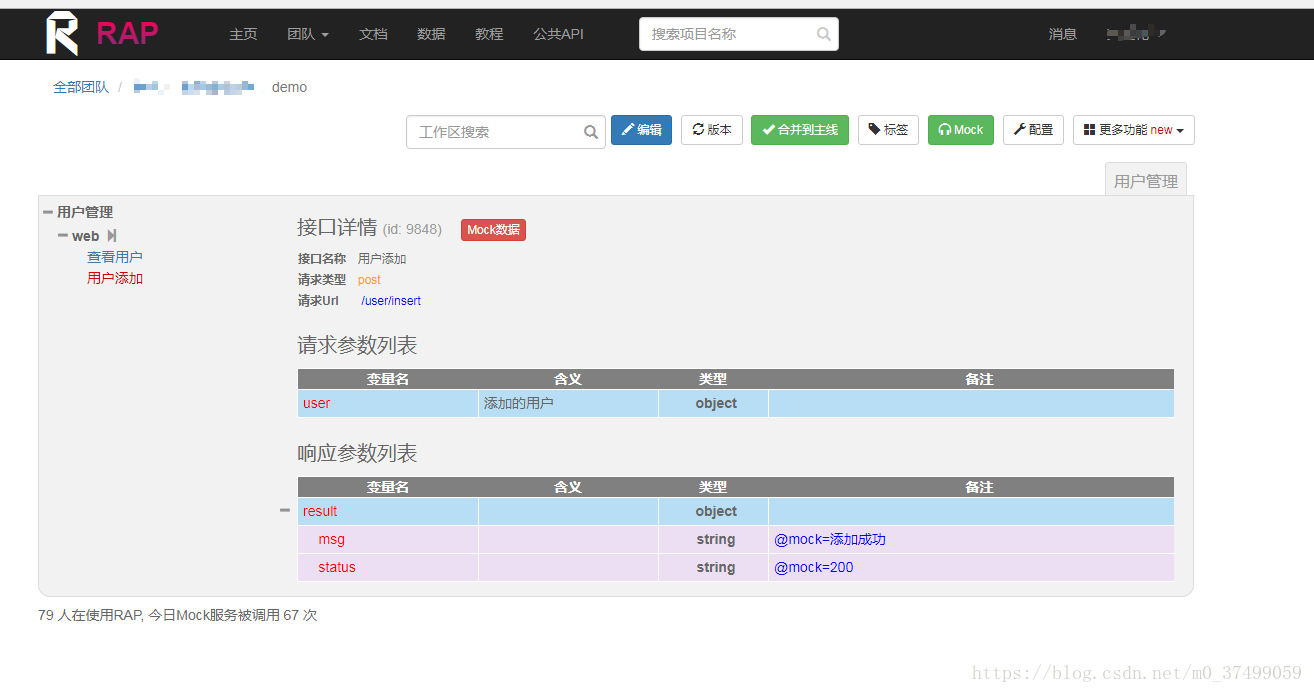 R RAP 主页 团队 文档 数据 教程 公共API 搜索项目名称 消息
全部团队 / demo
工作区搜索 编辑 版本 合并到主线 标签 Mock 配置 更多功能 new
用户管理
用户管理
web
查看用户
用户添加
接口详情 (id: 9848) Mock数据
接口名称 用户添加
请求类型 post
请求Url /user/insert
请求参数列表
变量名 含义 类型 备注
user 添加的用户 object
响应参数列表
变量名 含义 类型 备注
result object
msg string @mock=添加成功
status string @mock=200
79 人在使用RAP, 今日Mock服务被调用 67 次
https://blog.csdn.net/m0_37499059